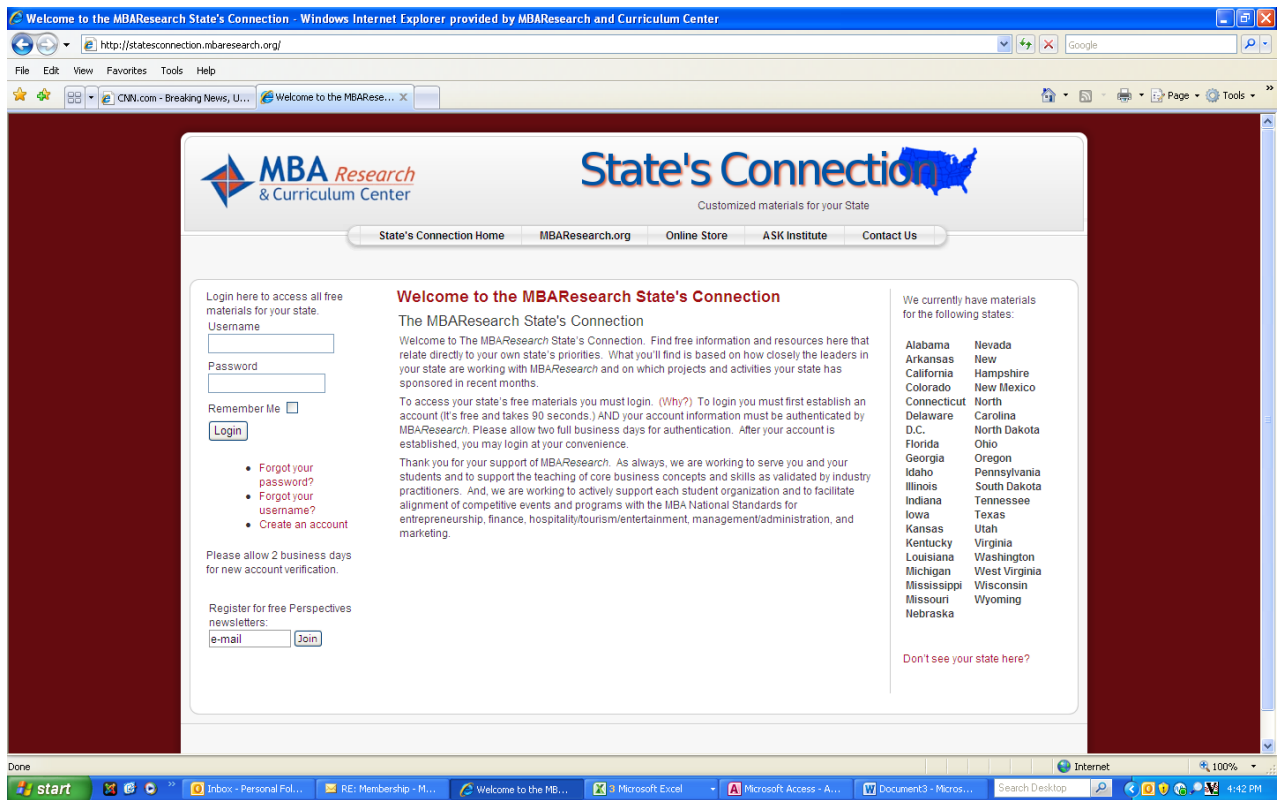 Welcome to the MBAResearch State's Connection - Windows Internet Explorer provided by MBAResearch and Curriculum Center
http://statesconnection.mbaresearch.org/
Google
File Edit View Favorites Tools Help
CNN.com - Breaking News, U...
Welcome to the MBARese...
Page
Tools
MBA Research
& Curriculum Center
State's Connection
Customized materials for your State
State's Connection Home
MBAResearch.org
Online Store
ASK Institute
Contact Us
Login here to access all free
materials for your state.
Username
Password
Remember Me
Login
Forgot your
password?
Forgot your
username?
Create an account
Please allow 2 business days
for new account verification.
Register for free Perspectives
newsletters:
e-mail
Join
Welcome to the MBAResearch State's Connection
The MBAResearch State's Connection
Welcome to The MBAResearch State's Connection. Find free information and resources here that
relate directly to your own state's priorities. What you'll find is based on how closely the leaders in
your state are working with MBAResearch and on which projects and activities your state has
sponsored in recent months.
To access your state's free materials you must login. (Why?) To login you must first establish an
account (It's free and takes 90 seconds.) AND your account information must be authenticated by
MBAResearch. Please allow two full business days for authentication. After your account is
established, you may login at your convenience.
Thank you for your support of MBAResearch. As always, we are working to serve you and your
students and to support the teaching of core business concepts and skills as validated by industry
practitioners. And, we are working to actively support each student organization and to facilitate
alignment of competitive events and programs with the MBA National Standards for
entrepreneurship, finance, hospitality/tourism/entertainment, management/administration, and
marketing.
We currently have materials
for the following states:
Alabama
Arkansas
California
Colorado
Connecticut
Delaware
D.C.
Florida
Georgia
Idaho
Illinois
Indiana
Iowa
Kansas
Kentucky
Louisiana
Michigan
Mississippi
Missouri
Nebraska
Nevada
New
Hampshire
New Mexico
North
Carolina
North Dakota
Ohio
Oregon
Pennsylvania
South Dakota
Tennessee
Texas
Utah
Virginia
Washington
West Virginia
Wisconsin
Wyoming
Don't see your state here?
Done
Internet
100%
start
Inbox - Personal Fol...
RE: Membership - M...
Welcome to the MB...
3 Microsoft Excel
Microsoft Access - A...
Document3 - Micros...
Search Desktop
4:42 PM